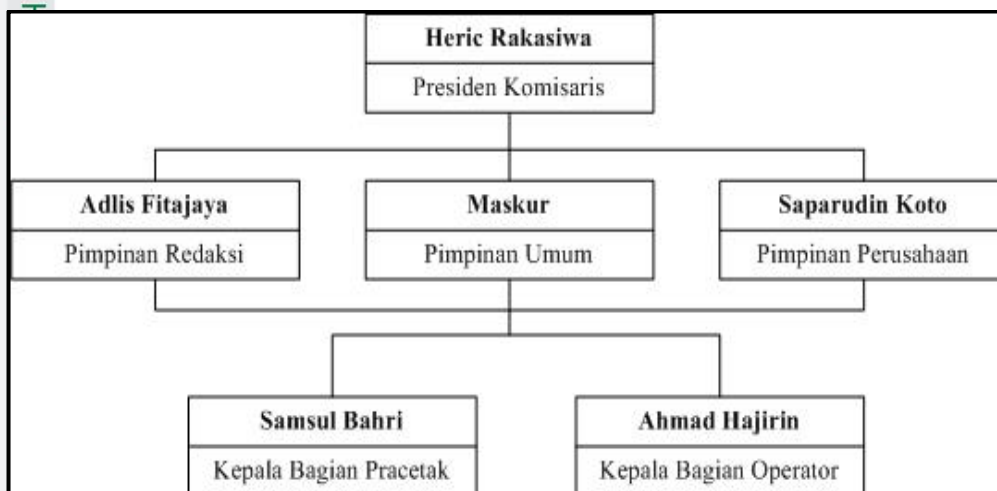 Heric Rakasiwa
Presiden Komisaris
Adlis Fitajaya
Pimpinan Redaksi
Maskur
Pimpinan Umum
Saparudin Koto
Pimpinan Perusahaan
Samsul Bahri
Kepala Bagian Pracetak
Ahmad Hajirin
Kepala Bagian Operator